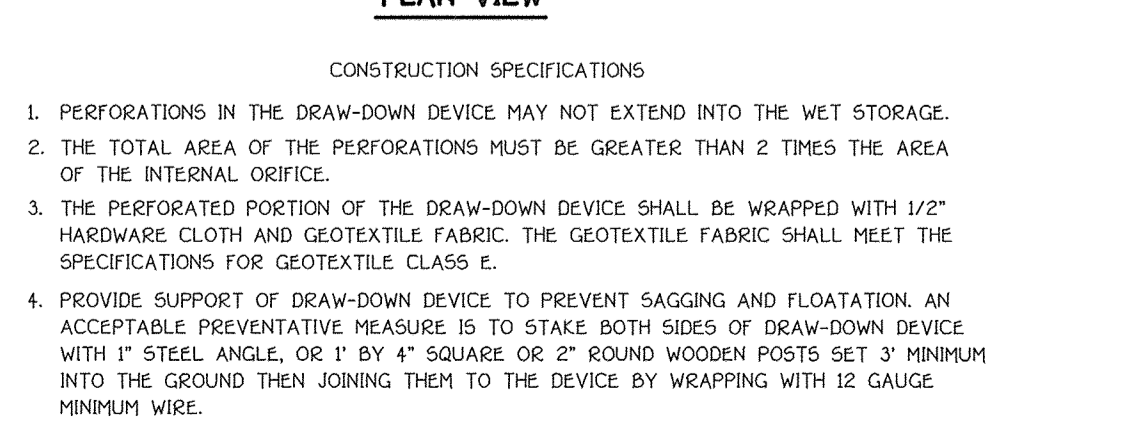 PLAN VIEW
CONSTRUCTION SPECIFICATIONS
1. PERFORATIONS IN THE DRAW-DOWN DEVICE MAY NOT EXTEND INTO THE WET STORAGE.
2. THE TOTAL AREA OF THE PERFORATIONS MUST BE GREATER THAN 2 TIMES THE AREA
OF THE INTERNAL ORIFICE.
3. THE PERFORATED PORTION OF THE DRAW-DOWN DEVICE SHALL BE WRAPPED WITH 1/2"
HARDWARE CLOTH AND GEOTEXTILE FABRIC. THE GEOTEXTILE FABRIC SHALL MEET THE
SPECIFICATIONS FOR GEOTEXTILE CLASS E.
4. PROVIDE SUPPORT OF DRAW-DOWN DEVICE TO PREVENT SAGGING AND FLOATATION. AN
ACCEPTABLE PREVENTATIVE MEASURE IS TO STAKE BOTH SIDES OF DRAW-DOWN DEVICE
WITH 1" STEEL ANGLE, OR 1' BY 4" SQUARE OR 2" ROUND WOODEN POSTS SET 3' MINIMUM
INTO THE GROUND THEN JOINING THEM TO THE DEVICE BY WRAPPING WITH 12 GAUGE
MINIMUM WIRE.